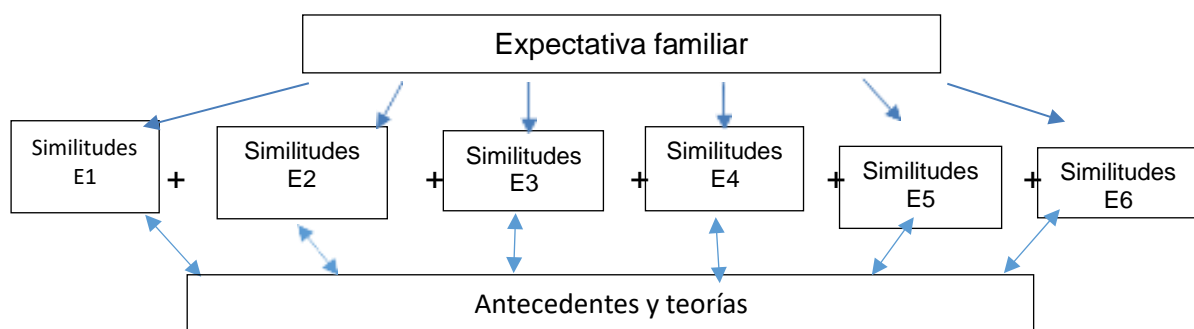 Expectativa familiar
Similitudes
E1
+
Similitudes
E2
+
Similitudes
E3
+
Similitudes
E4
+
Similitudes
E5
+
Similitudes
E6
Antecedentes y teorías